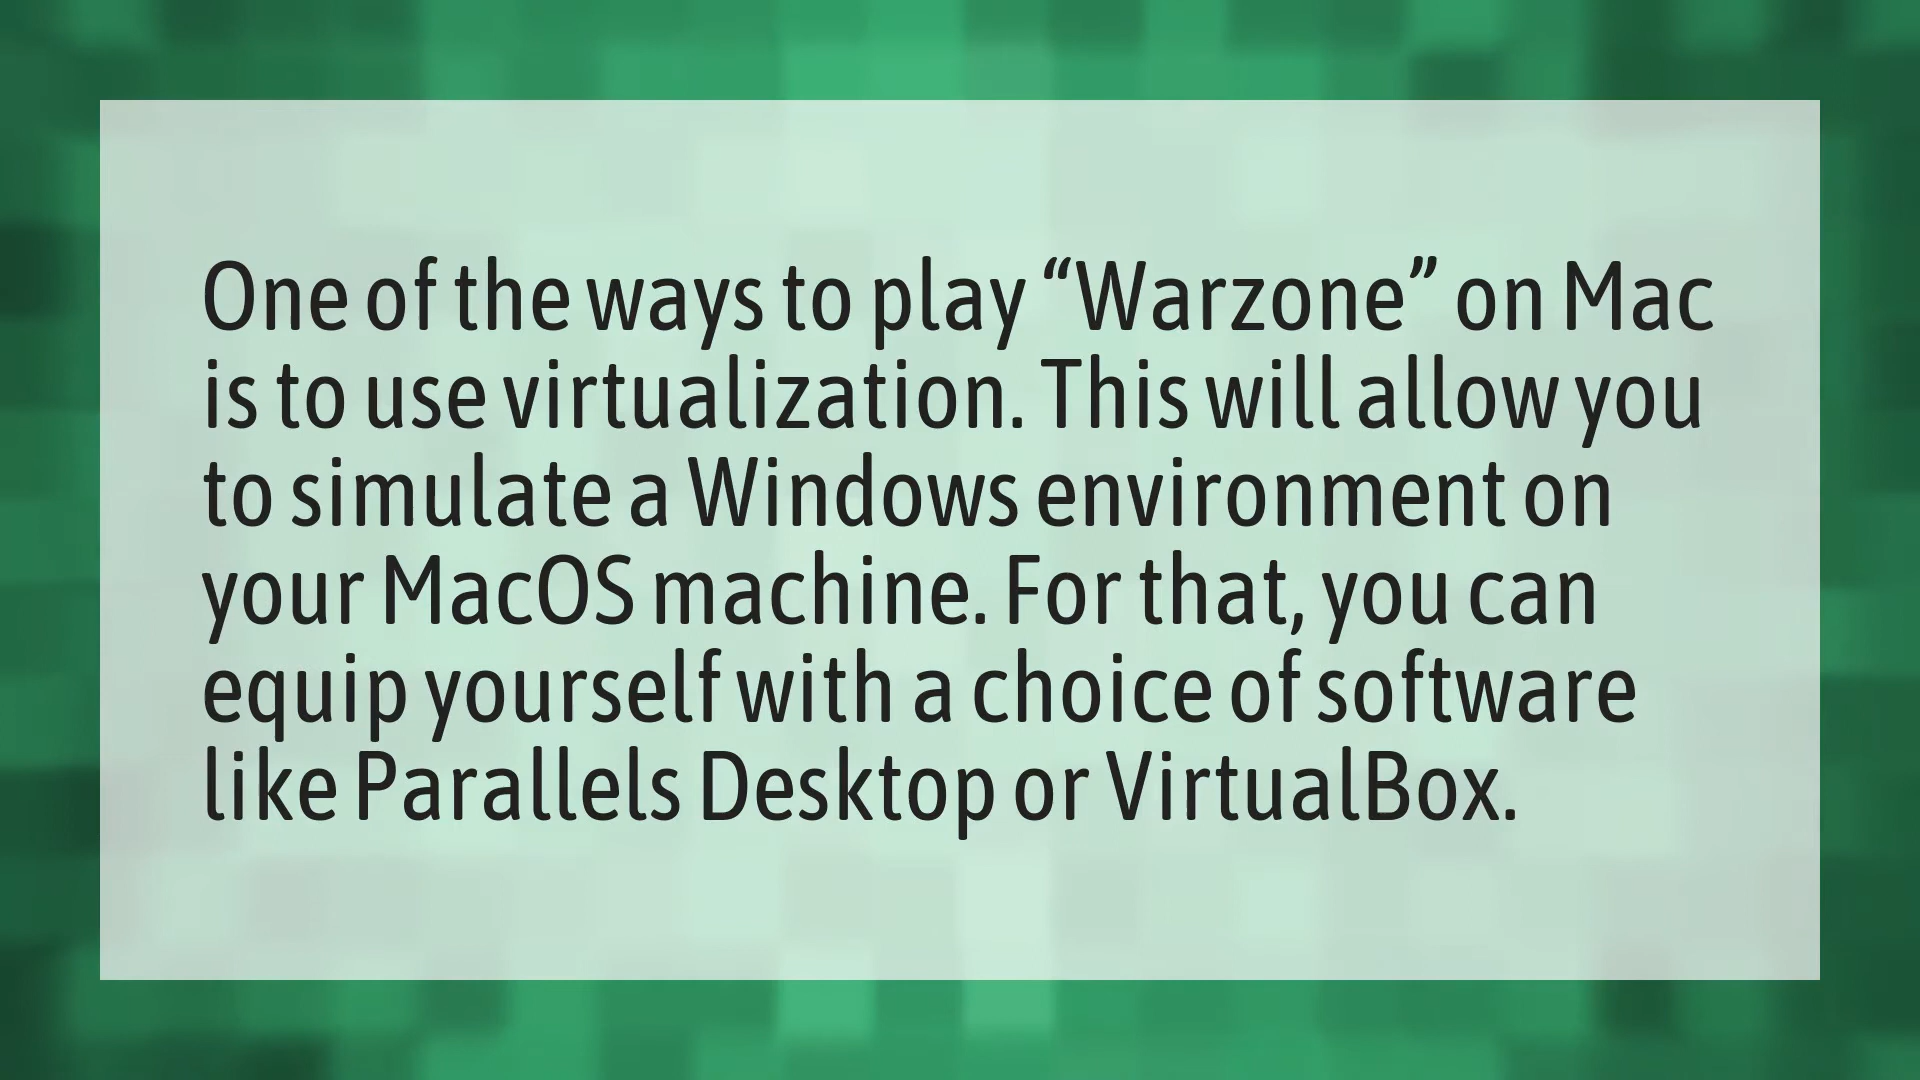 One of the ways to play “Warzone” on Mac
is to use virtualization. This will allow you
to simulate a Windows environment on
your MacOS machine. For that, you can
equip yourself with a choice of software
like Parallels Desktop or VirtualBox.